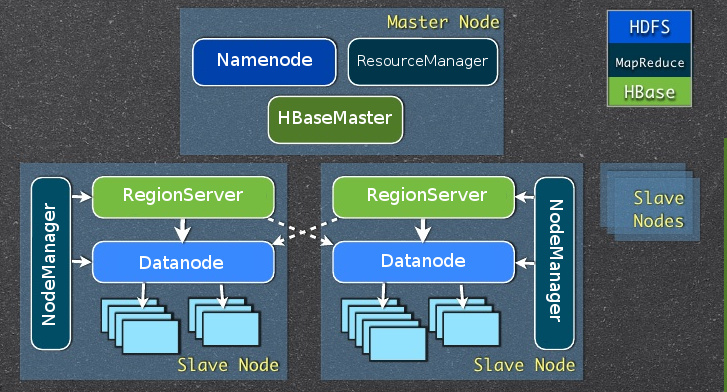 Master Node
Namenode
ResourceManager
HBaseMaster
HDFS
MapReduce
HBase
NodeManager
RegionServer
Datanode
Slave Node
RegionServer
Datanode
NodeManager
Slave Node
Slave
Nodes